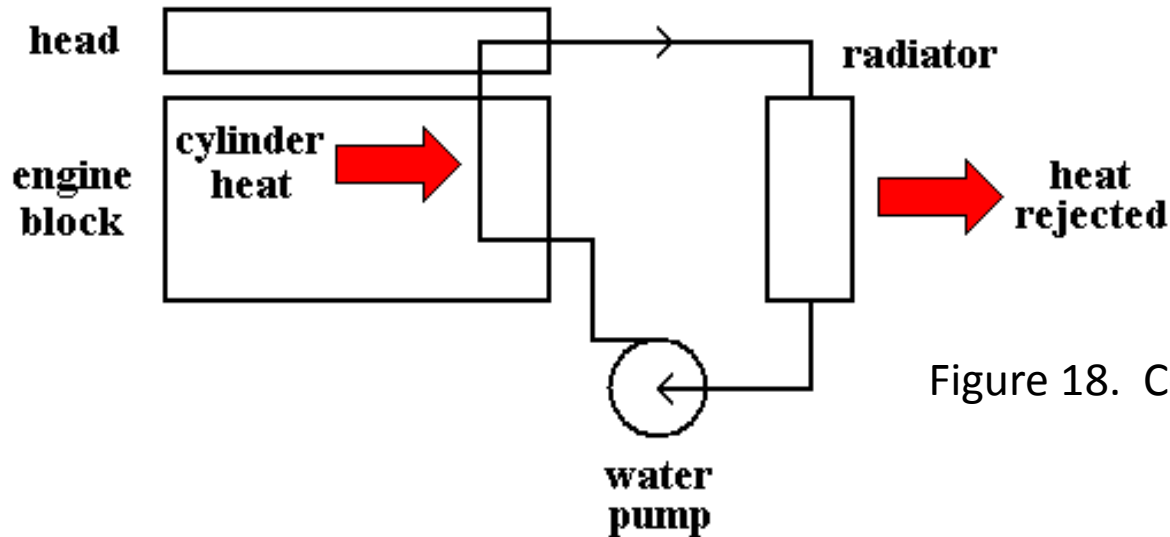 head
radiator
cylinder
heat
engine
block
heat
rejected
Figure 18. C
water
pump